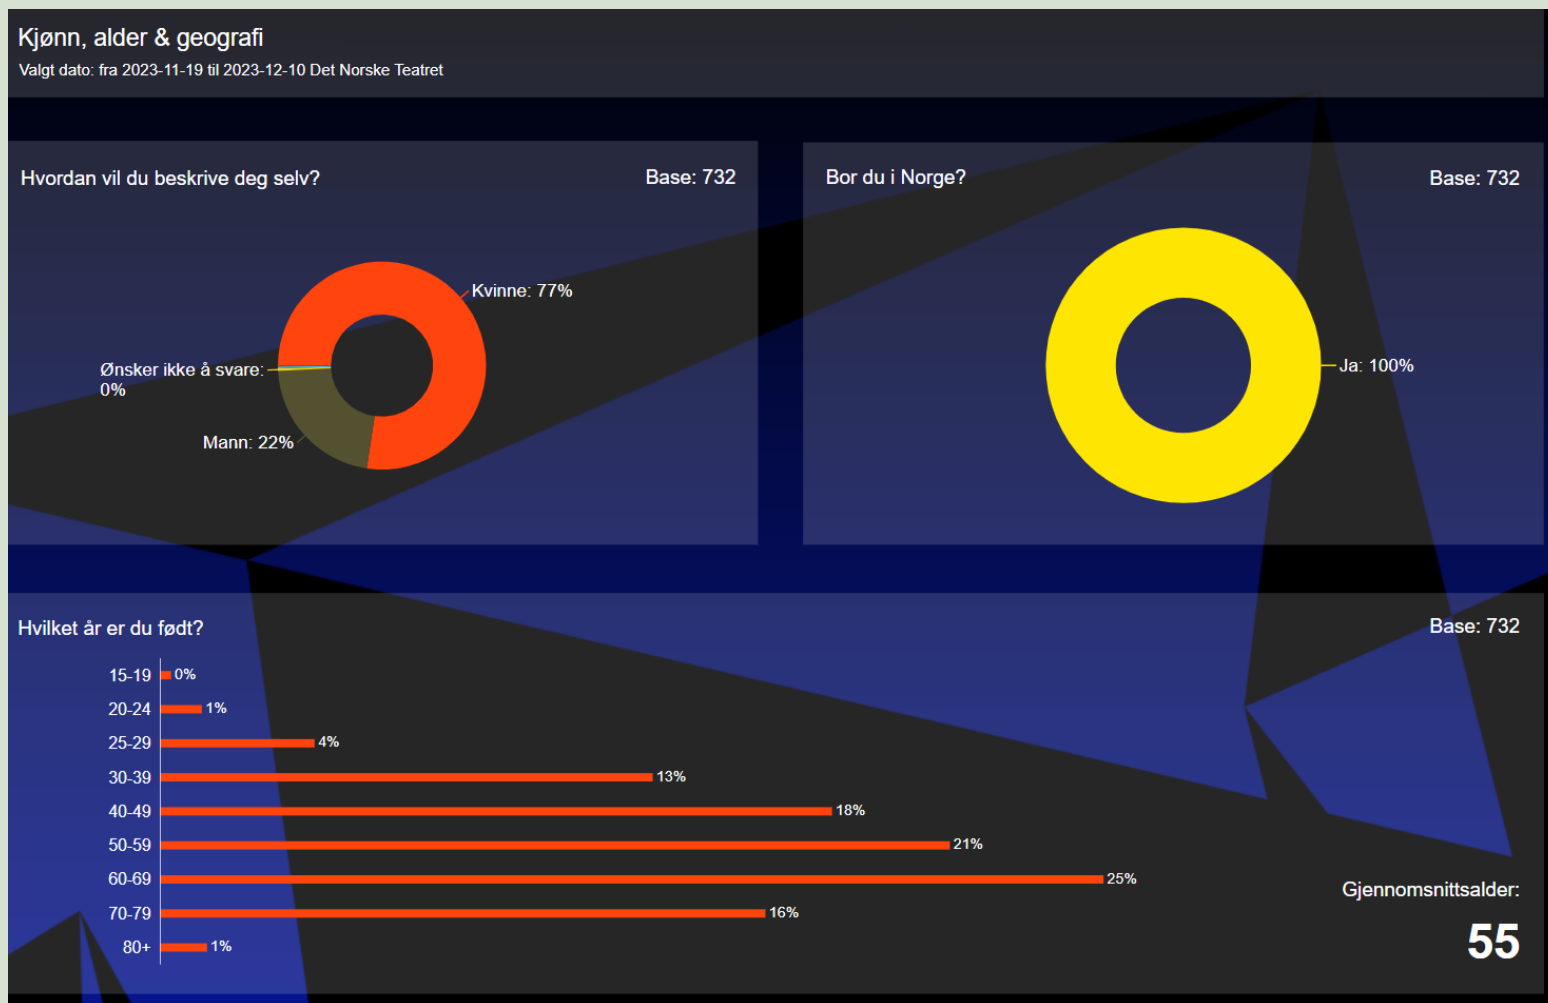 Kjønn, alder & geografi
Valgt dato: fra 2023-11-19 til 2023-12-10 Det Norske Teatret
Hvordan vil du beskrive deg selv?
Base: 732
Kvinne: 77%
Ønsker ikke å svare:
0%
Mann: 22%
Bor du i Norge?
Base: 732
Ja: 100%
Hvilket år er du født?
Base: 732
15-19 0%
20-24 1%
25-29 4%
30-39 13%
40-49 18%
50-59 21%
60-69 25%
70-79 16%
80+ 1%
Gjennomsnittsalder:
55